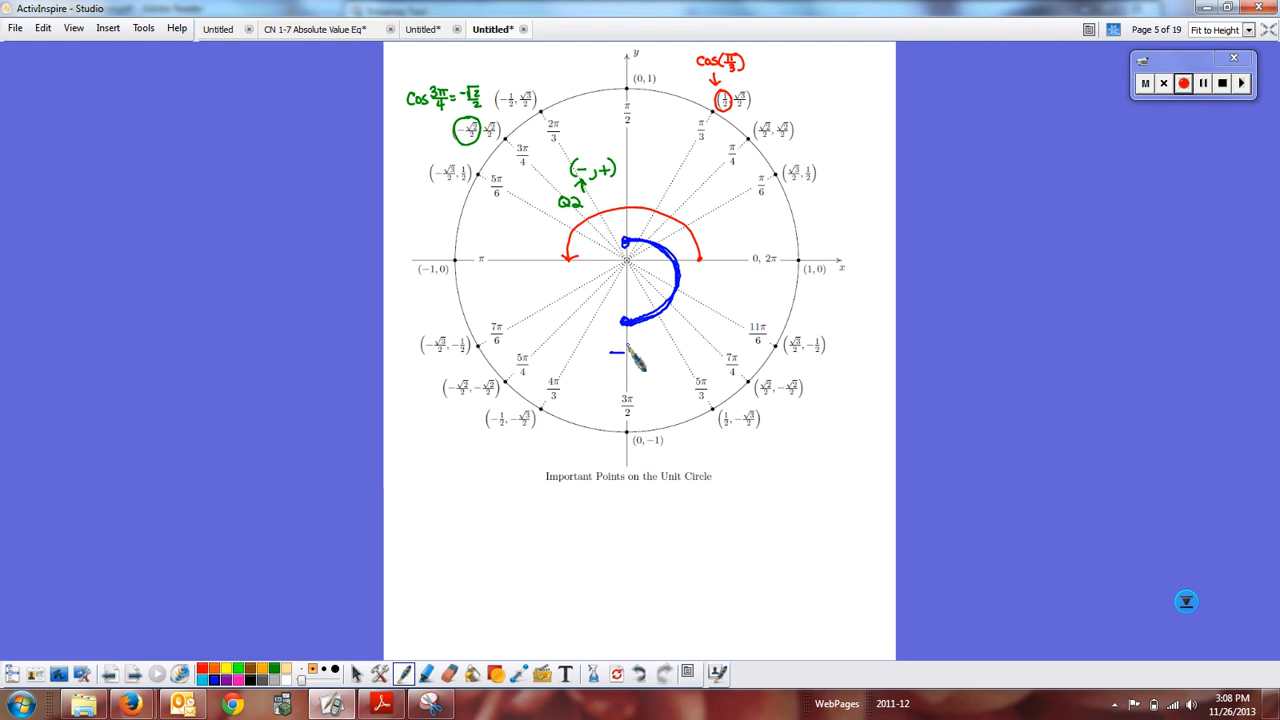 ActivInspire - Studio
File Edit View Insert Tools Help
Untitled
CN 1-7 Absolute Value Eq*
Untitled*
Untitled*
Page 5 of 19
Fit to Height
M
y
cos(π/3)
(0, 1)
cos 3π/4 = -√2/2
(-1/2, √3/2)
(1/2, √3/2)
π/2
2π/3
π/3
(-√2/2, √2/2)
(√2/2, √2/2)
3π/4
π/4
(-, +)
(-√3/2, 1/2)
(√3/2, 1/2)
5π/6
π/6
Q2
π
0, 2π
(-1, 0)
(1, 0)
x
7π/6
11π/6
(-√3/2, -1/2)
(√3/2, -1/2)
-
5π/4
7π/4
(-√2/2, -√2/2)
(√2/2, -√2/2)
4π/3
5π/3
3π/2
(-1/2, -√3/2)
(1/2, -√3/2)
(0, -1)
Important Points on the Unit Circle
WebPages
2011-12
3:08 PM
11/26/2013